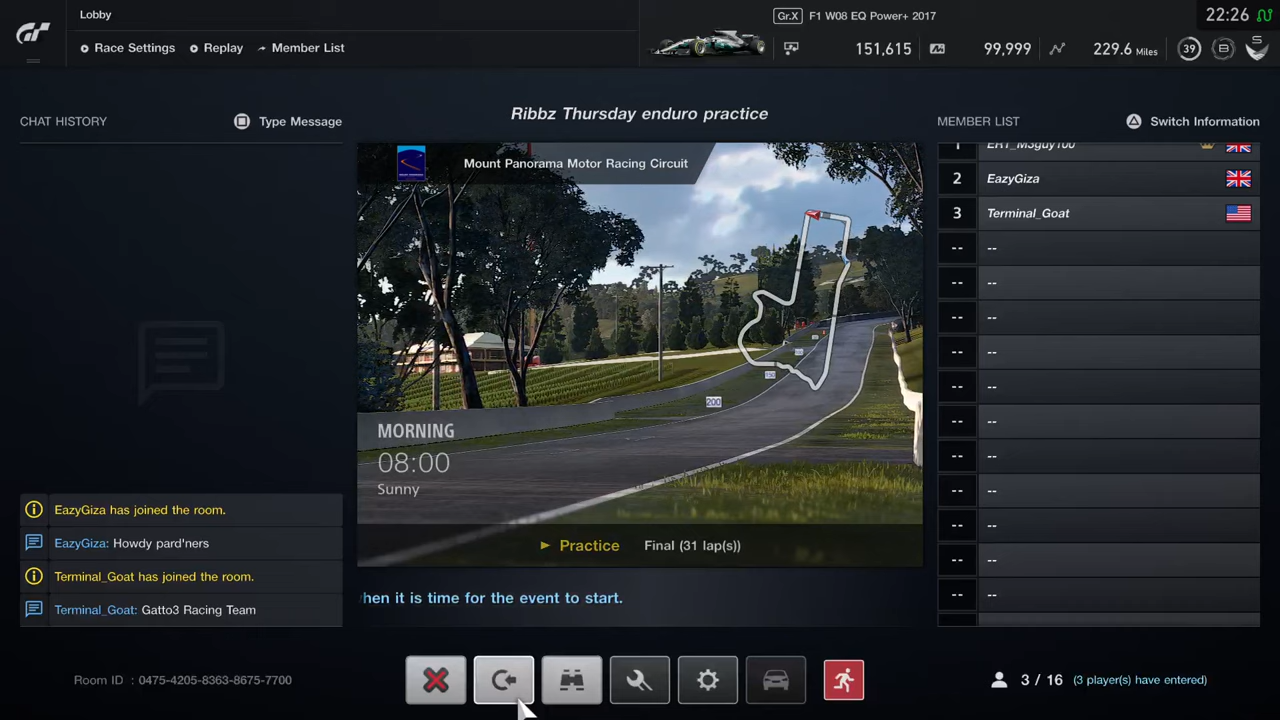 Lobby
Race Settings
Replay
Member List
Gr.X
F1 W08 EQ Power+ 2017
151,615
99,999
229.6 Miles
39
B
S
22:26
CHAT HISTORY
Type Message
Ribbz Thursday enduro practice
MEMBER LIST
Switch Information
Mount Panorama Motor Racing Circuit
1 ERT_M3guy100
2 EazyGiza
3 Terminal_Goat
-- --
-- --
-- --
-- --
-- --
-- --
-- --
-- --
-- --
-- --
-- --
200
150
MORNING
08:00
Sunny
Practice
Final (31 lap(s))
EazyGiza has joined the room.
EazyGiza: Howdy pard'ners
Terminal_Goat has joined the room.
Terminal_Goat: Gatto3 Racing Team
hen it is time for the event to start.
Room ID : 0475-4205-8363-8675-7700
3 / 16
(3 player(s) have entered)